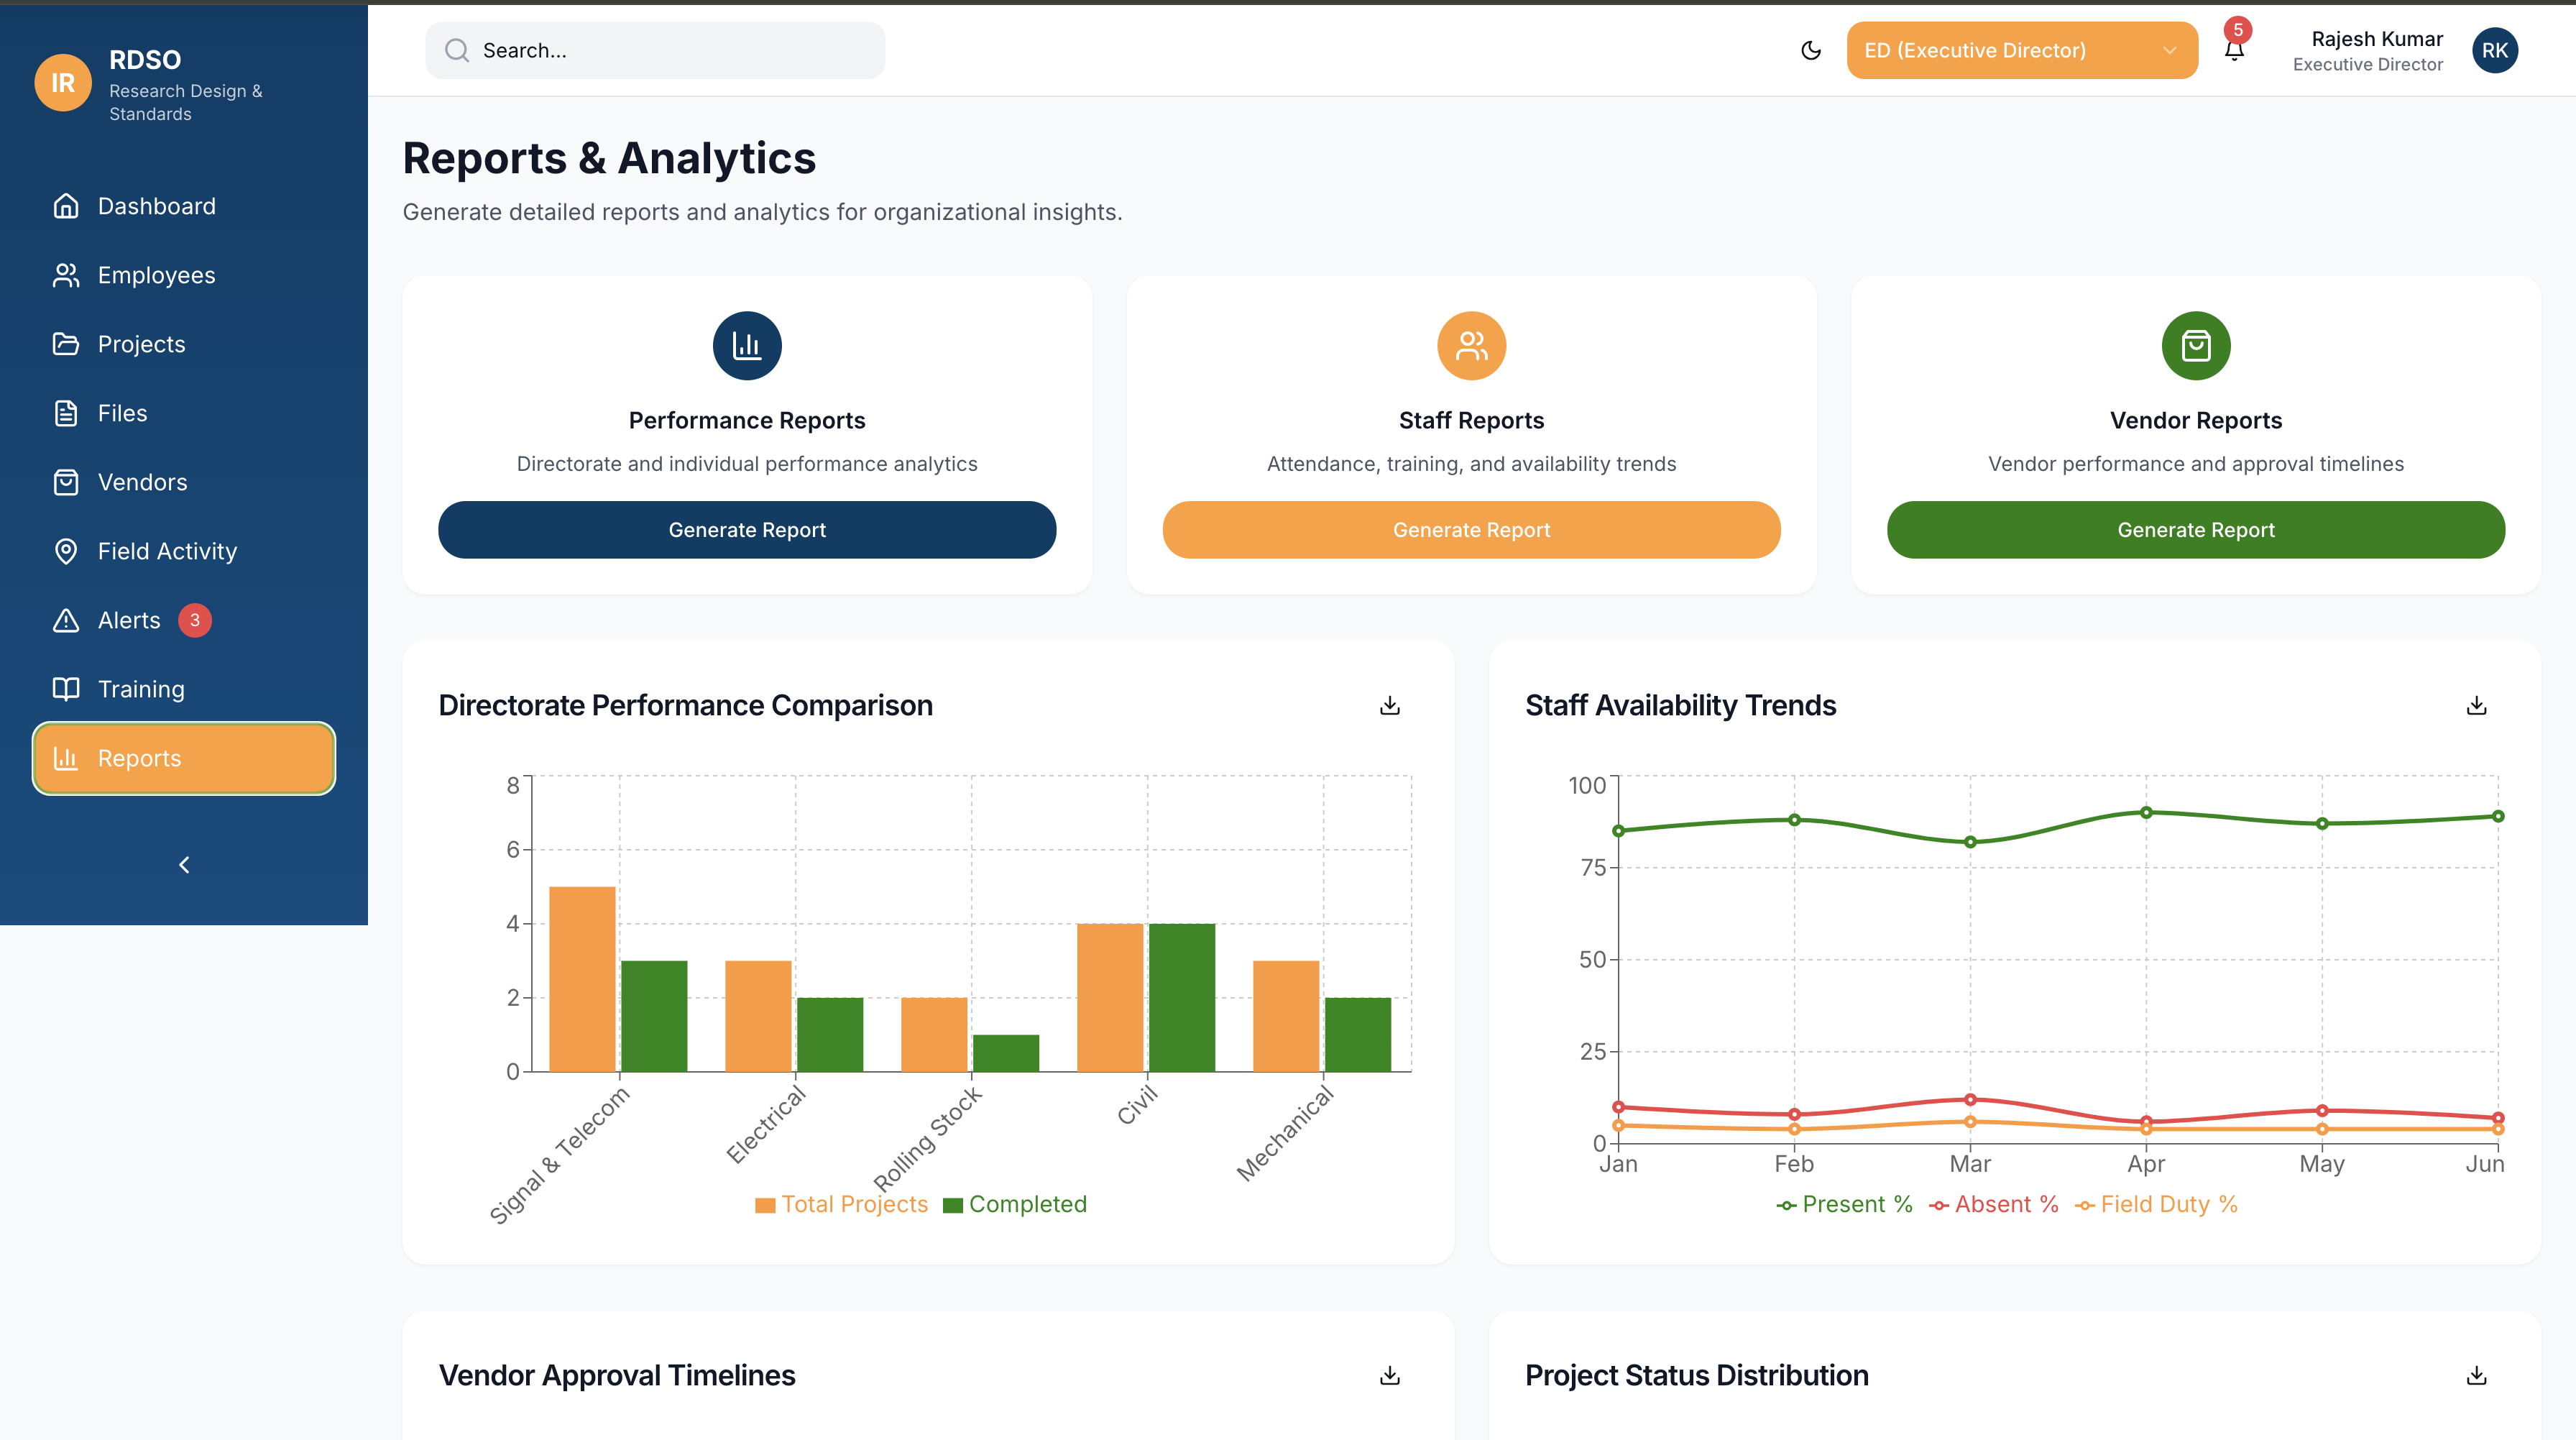 IR
RDSO
Research Design &
Standards
Dashboard
Employees
Projects
Files
Vendors
Field Activity
Alerts 3
Training
Reports
Search...
ED (Executive Director)
5
Rajesh Kumar
Executive Director
RK
Reports & Analytics
Generate detailed reports and analytics for organizational insights.
Performance Reports
Directorate and individual performance analytics
Generate Report
Staff Reports
Attendance, training, and availability trends
Generate Report
Vendor Reports
Vendor performance and approval timelines
Generate Report
Directorate Performance Comparison
8
6
4
2
0
Signal & Telecom
Electrical
Rolling Stock
Civil
Mechanical
Total Projects Completed
Staff Availability Trends
100
75
50
25
0
Jan Feb Mar Apr May Jun
Present % Absent % Field Duty %
Vendor Approval Timelines
Project Status Distribution